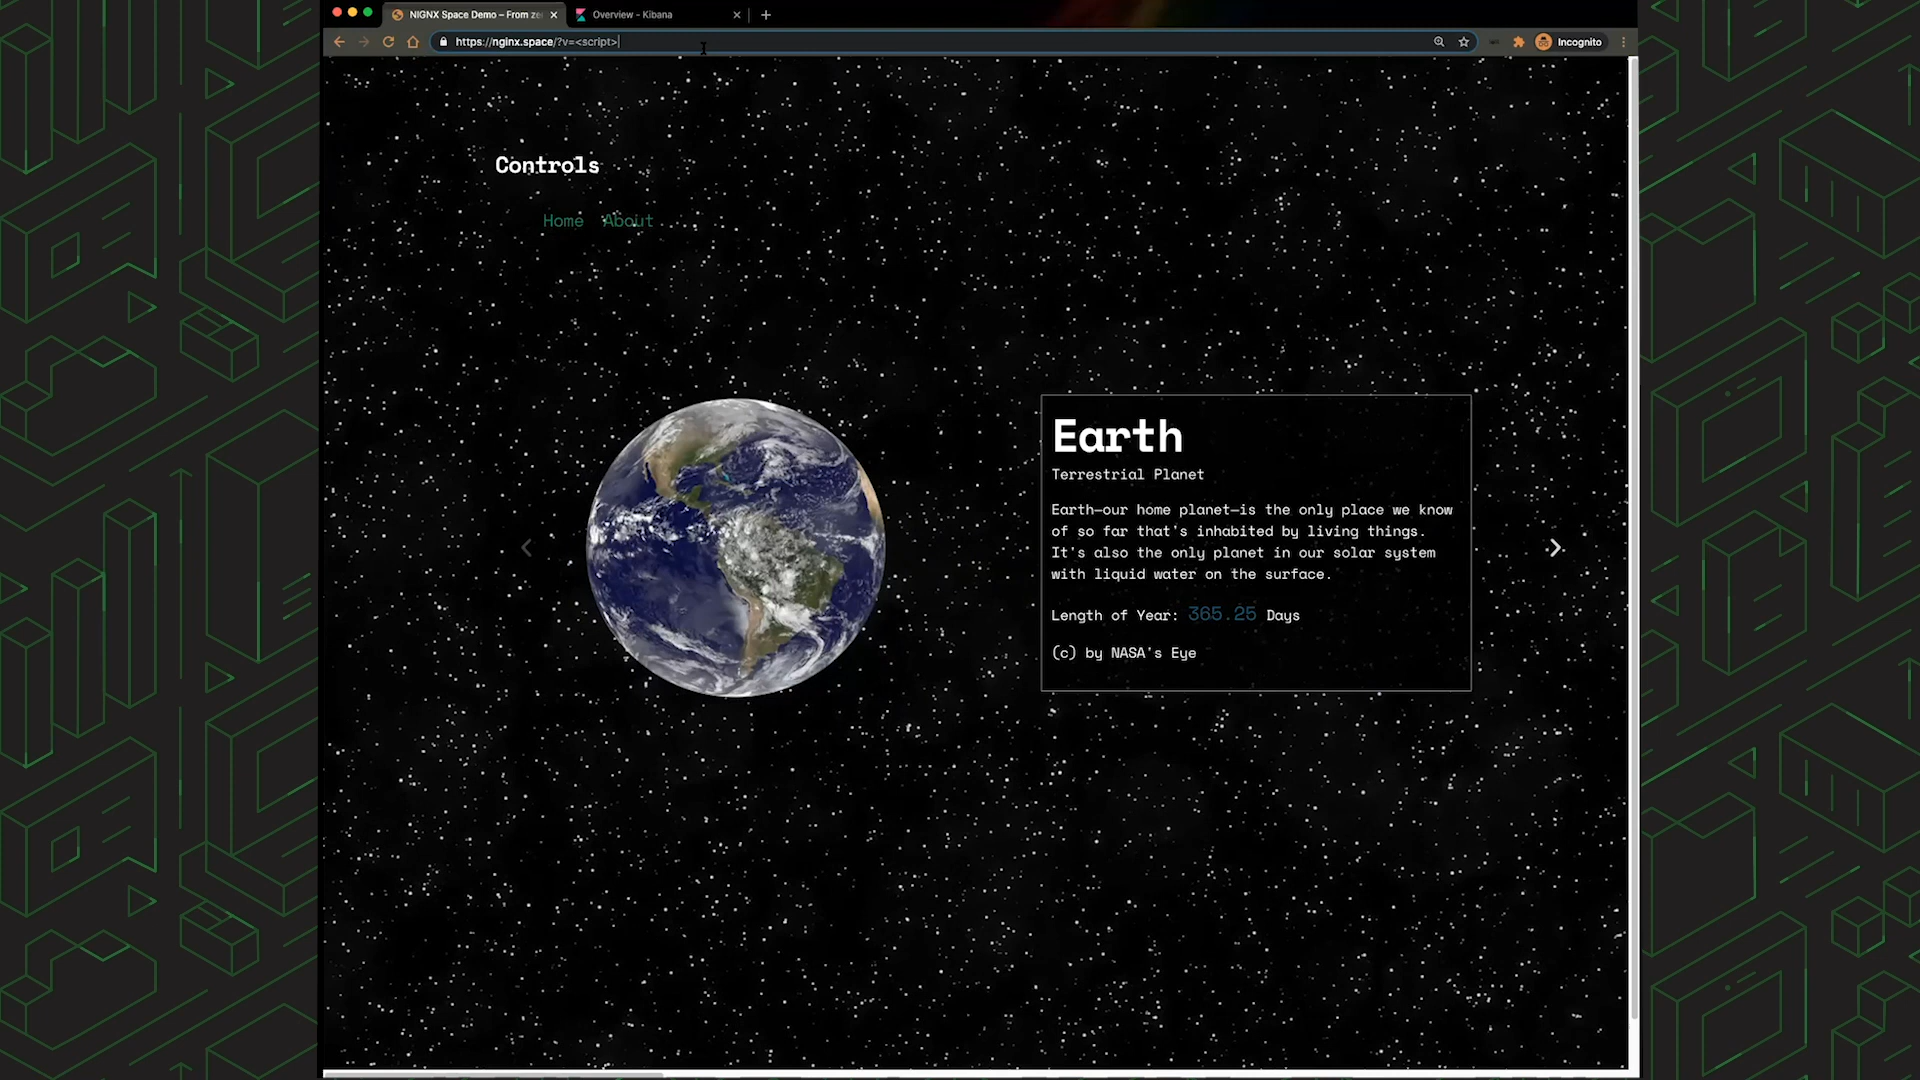 NIGNX Space Demo – From ze
Overview - Kibana
https://nginx.space/?v=<script>
Incognito
Controls
Home About
Earth
Terrestrial Planet
Earth—our home planet—is the only place we know
of so far that's inhabited by living things.
It's also the only planet in our solar system
with liquid water on the surface.
Length of Year: 365.25 Days
(c) by NASA's Eye